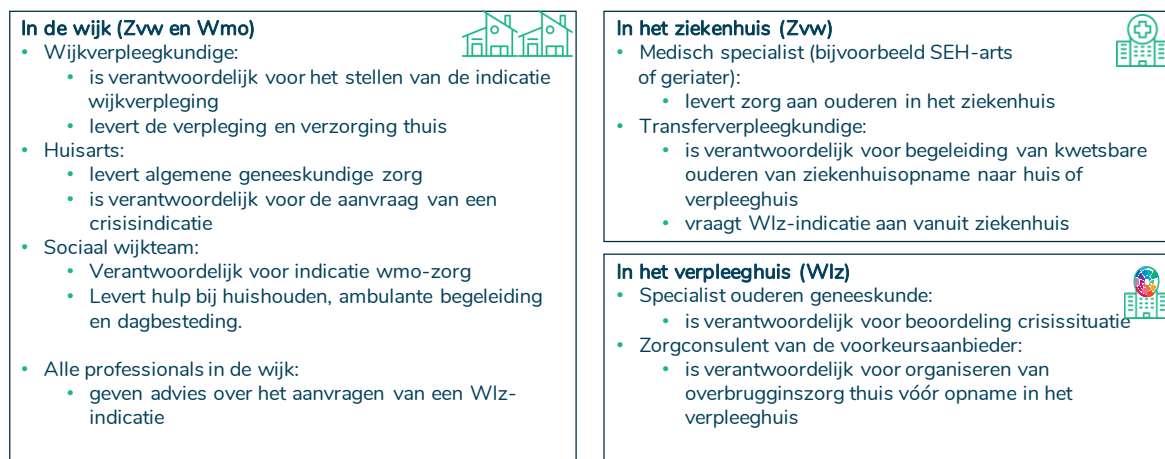 In de wijk (Zvw en Wmo)
• Wijkverpleegkundige:
• is verantwoordelijk voor het stellen van de indicatie
wijkverpleging
• levert de verpleging en verzorging thuis
• Huisarts:
• levert algemene geneeskundige zorg
• is verantwoordelijk voor de aanvraag van een
crisisindicatie
• Sociaal wijkteam:
• Verantwoordelijk voor indicatie wmo-zorg
• Levert hulp bij huishouden, ambulante begeleiding
en dagbesteding.
• Alle professionals in de wijk:
• geven advies over het aanvragen van een Wlz-
indicatie
In het ziekenhuis (Zvw)
• Medisch specialist (bijvoorbeeld SEH-arts
of geriater):
• levert zorg aan ouderen in het ziekenhuis
• Transferverpleegkundige:
• is verantwoordelijk voor begeleiding van kwetsbare
ouderen van ziekenhuisopname naar huis of
verpleeghuis
• vraagt Wlz-indicatie aan vanuit ziekenhuis
In het verpleeghuis (Wlz)
• Specialist ouderen geneeskunde:
• is verantwoordelijk voor beoordeling crisissituatie
• Zorgconsulent van de voorkeursaanbieder:
• is verantwoordelijk voor organiseren van
overbrugginszorg thuis vóór opname in het
verpleeghuis